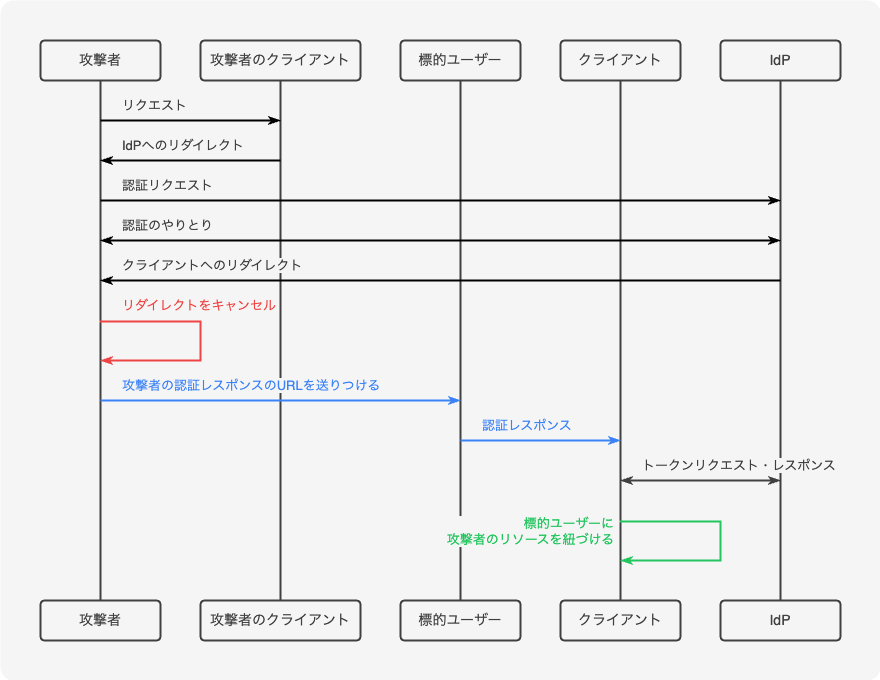 攻撃者
攻撃者のクライアント
標的ユーザー
クライアント
IdP
リクエスト
IdPへのリダイレクト
認証リクエスト
認証のやりとり
クライアントへのリダイレクト
リダイレクトをキャンセル
攻撃者の認証レスポンスのURLを送りつける
認証レスポンス
トークンリクエスト・レスポンス
標的ユーザーに
攻撃者のリソースを紐づける
攻撃者
攻撃者のクライアント
標的ユーザー
クライアント
IdP